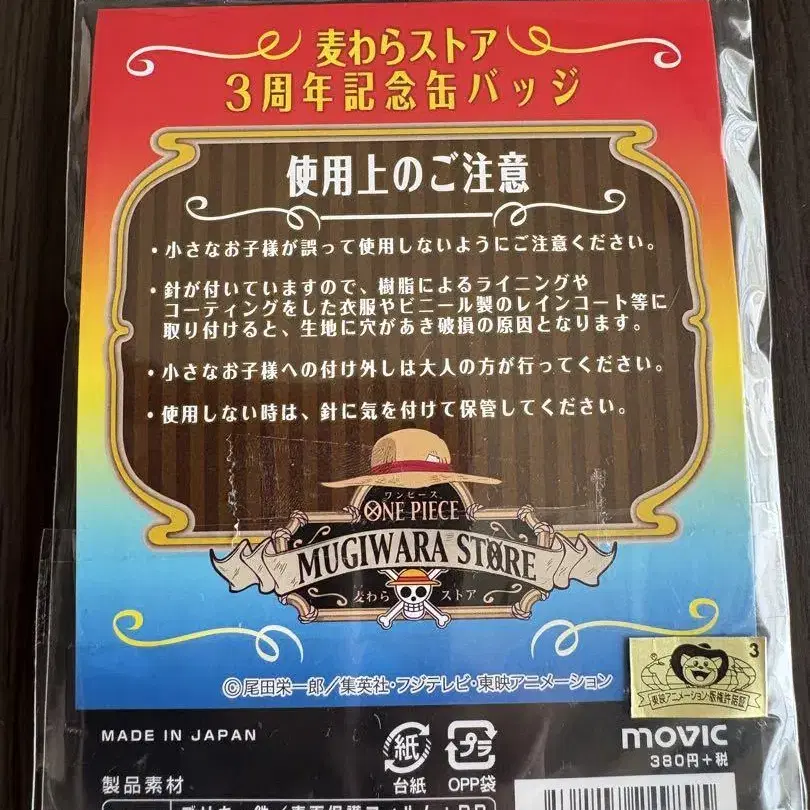 麦わらストア
3周年記念缶バッジ
使用上のご注意
・小さなお子様が誤って使用しないようにご注意ください。
・針が付いていますので、樹脂によるライニングや
コーティングをした衣服やビニール製のレインコート等に
取り付けると、生地に穴があき破損の原因となります。
・小さなお子様への付け外しは大人の方が行ってください。
・使用しない時は、針に気を付けて保管してください。
ワンピース
ONE PIECE
MUGIWARA STORE
麦わら ストア
©尾田栄一郎/集英社・フジテレビ・東映アニメーション
3
東映アニメーション・版権許諾証
MADE IN JAPAN
紙
台紙
プラ
OPP袋
movic
380円+税
製品素材